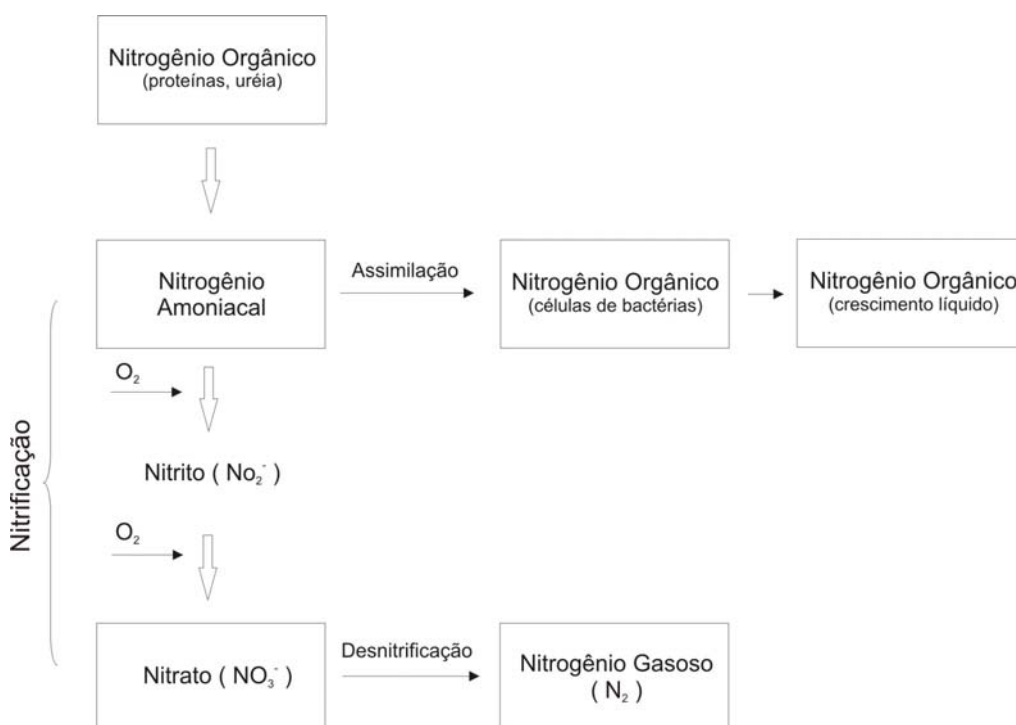 Nitrogênio Orgânico
(proteínas, uréia)
Nitrogênio
Amoniacal
Assimilação
Nitrogênio Orgânico
(células de bactérias)
Nitrogênio Orgânico
(crescimento líquido)
O₂
Nitrito ( No₂⁻ )
Nitrificação
O₂
Nitrato ( NO₃⁻ )
Desnitrificação
Nitrogênio Gasoso
( N₂ )